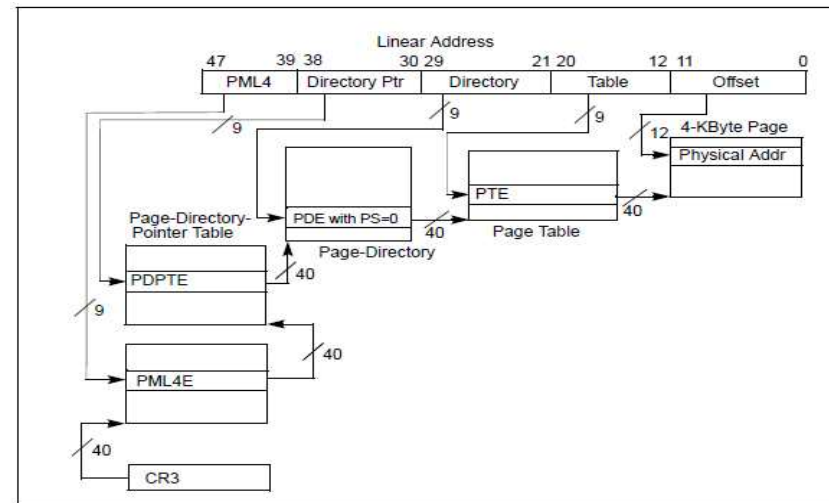 Linear Address
47 39 38 30 29 21 20 12 11 0
PML4 Directory Ptr Directory Table Offset
9 9 9 12 4-KByte Page
Physical Addr
PTE
40
PDE with PS=0
40
Page Table
Page-Directory-
Pointer Table
Page-Directory
PDPTE
40
9
40
PML4E
40
CR3